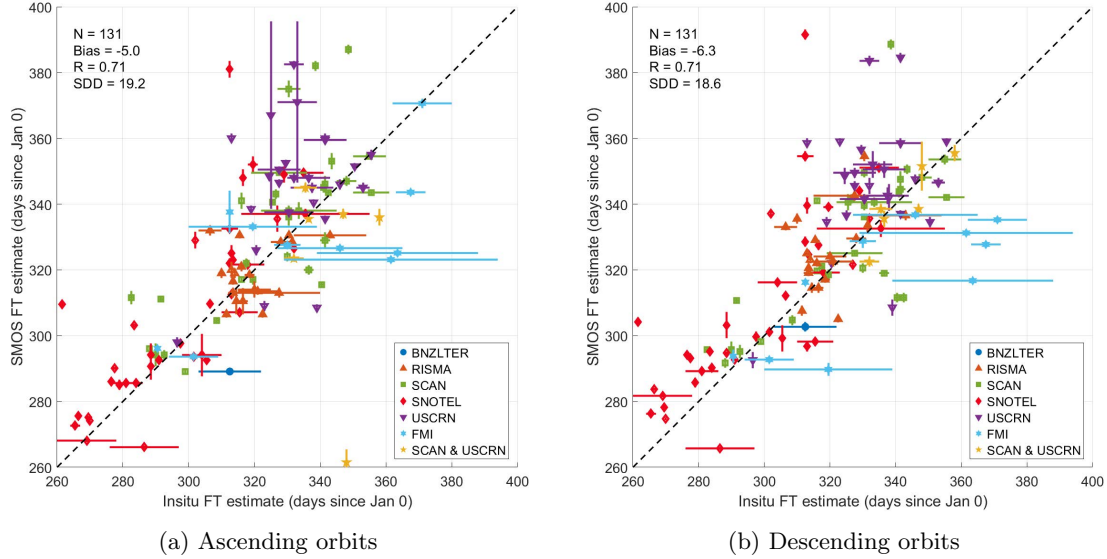 N = 131
Bias = -5.0
R = 0.71
SDD = 19.2
SMOS FT estimate (days since Jan 0)
400
380
360
340
320
300
280
260
BNZLTER
RISMA
SCAN
SNOTEL
USCRN
FMI
SCAN & USCRN
260 280 300 320 340 360 380 400
Insitu FT estimate (days since Jan 0)
(a) Ascending orbits
N = 131
Bias = -6.3
R = 0.71
SDD = 18.6
SMOS FT estimate (days since Jan 0)
400
380
360
340
320
300
280
260
BNZLTER
RISMA
SCAN
SNOTEL
USCRN
FMI
SCAN & USCRN
260 280 300 320 340 360 380 400
Insitu FT estimate (days since Jan 0)
(b) Descending orbits